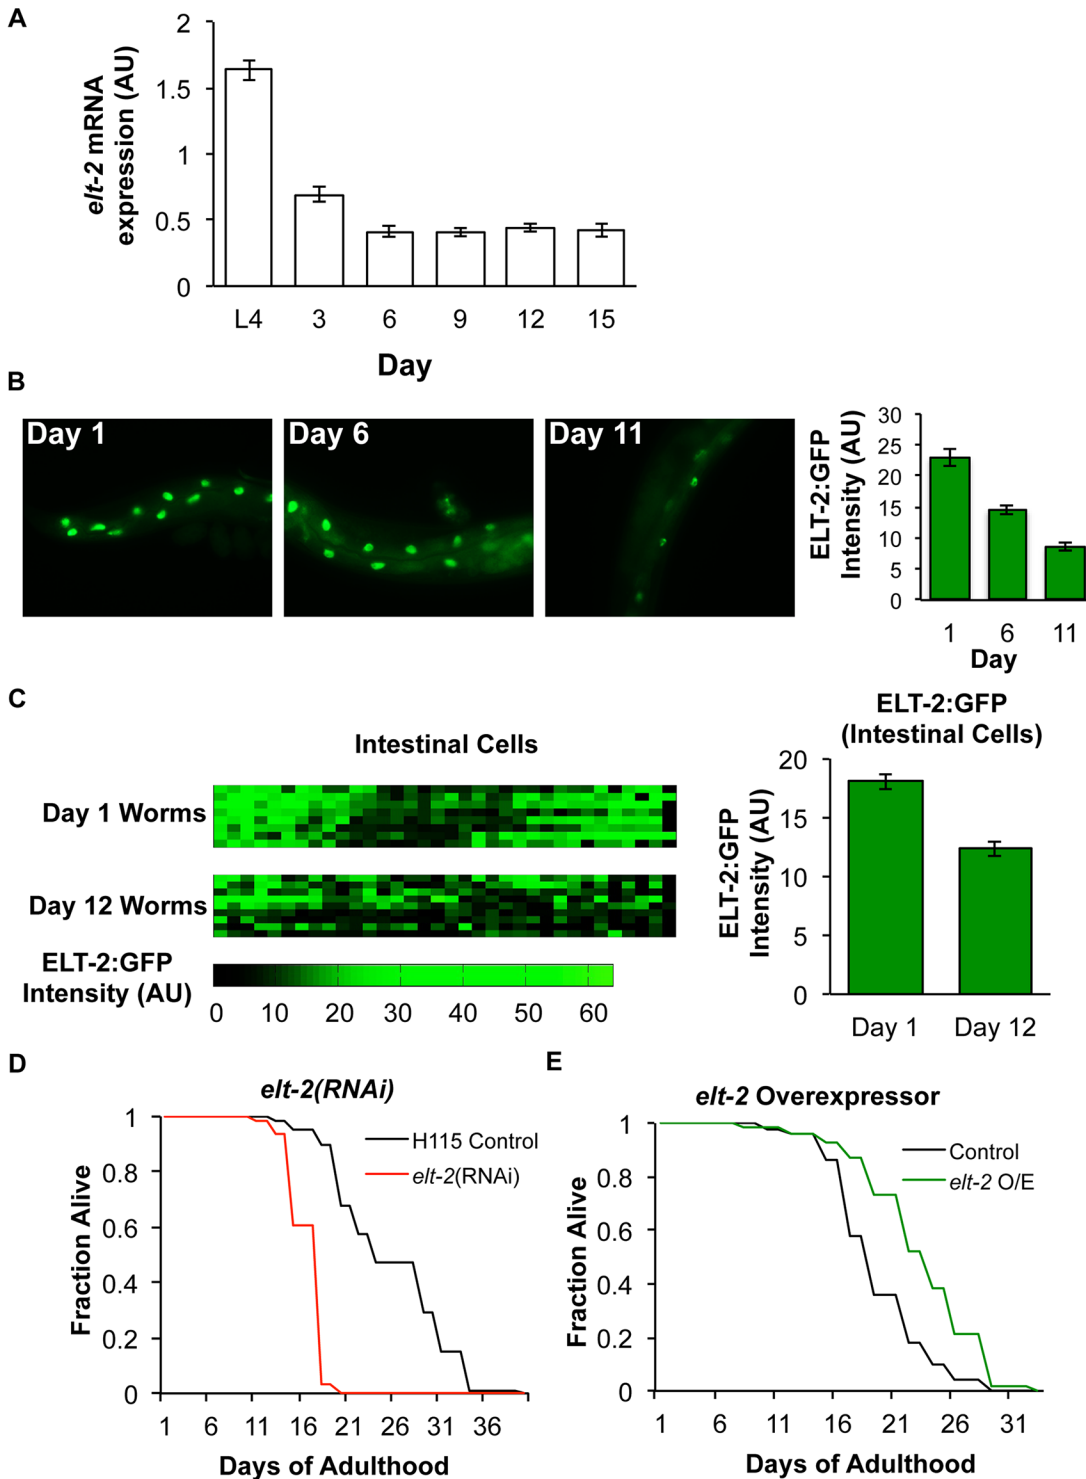 A
elt-2 mRNA
expression (AU)
2
1.5
1
0.5
0
L4 3 6 9 12 15
Day
B
Day 1
Day 6
Day 11
ELT-2:GFP
Intensity (AU)
30
25
20
15
10
5
0
1 6 11
Day
C
Intestinal Cells
Day 1 Worms
Day 12 Worms
ELT-2:GFP
Intensity (AU)
0 10 20 30 40 50 60
ELT-2:GFP
(Intestinal Cells)
ELT-2:GFP
Intensity (AU)
20
15
10
5
0
Day 1 Day 12
D
elt-2(RNAi)
H115 Control
elt-2(RNAi)
Fraction Alive
1
0.8
0.6
0.4
0.2
0
1 6 11 16 21 26 31 36
Days of Adulthood
E
elt-2 Overexpressor
Control
elt-2 O/E
Fraction Alive
1
0.8
0.6
0.4
0.2
0
1 6 11 16 21 26 31
Days of Adulthood